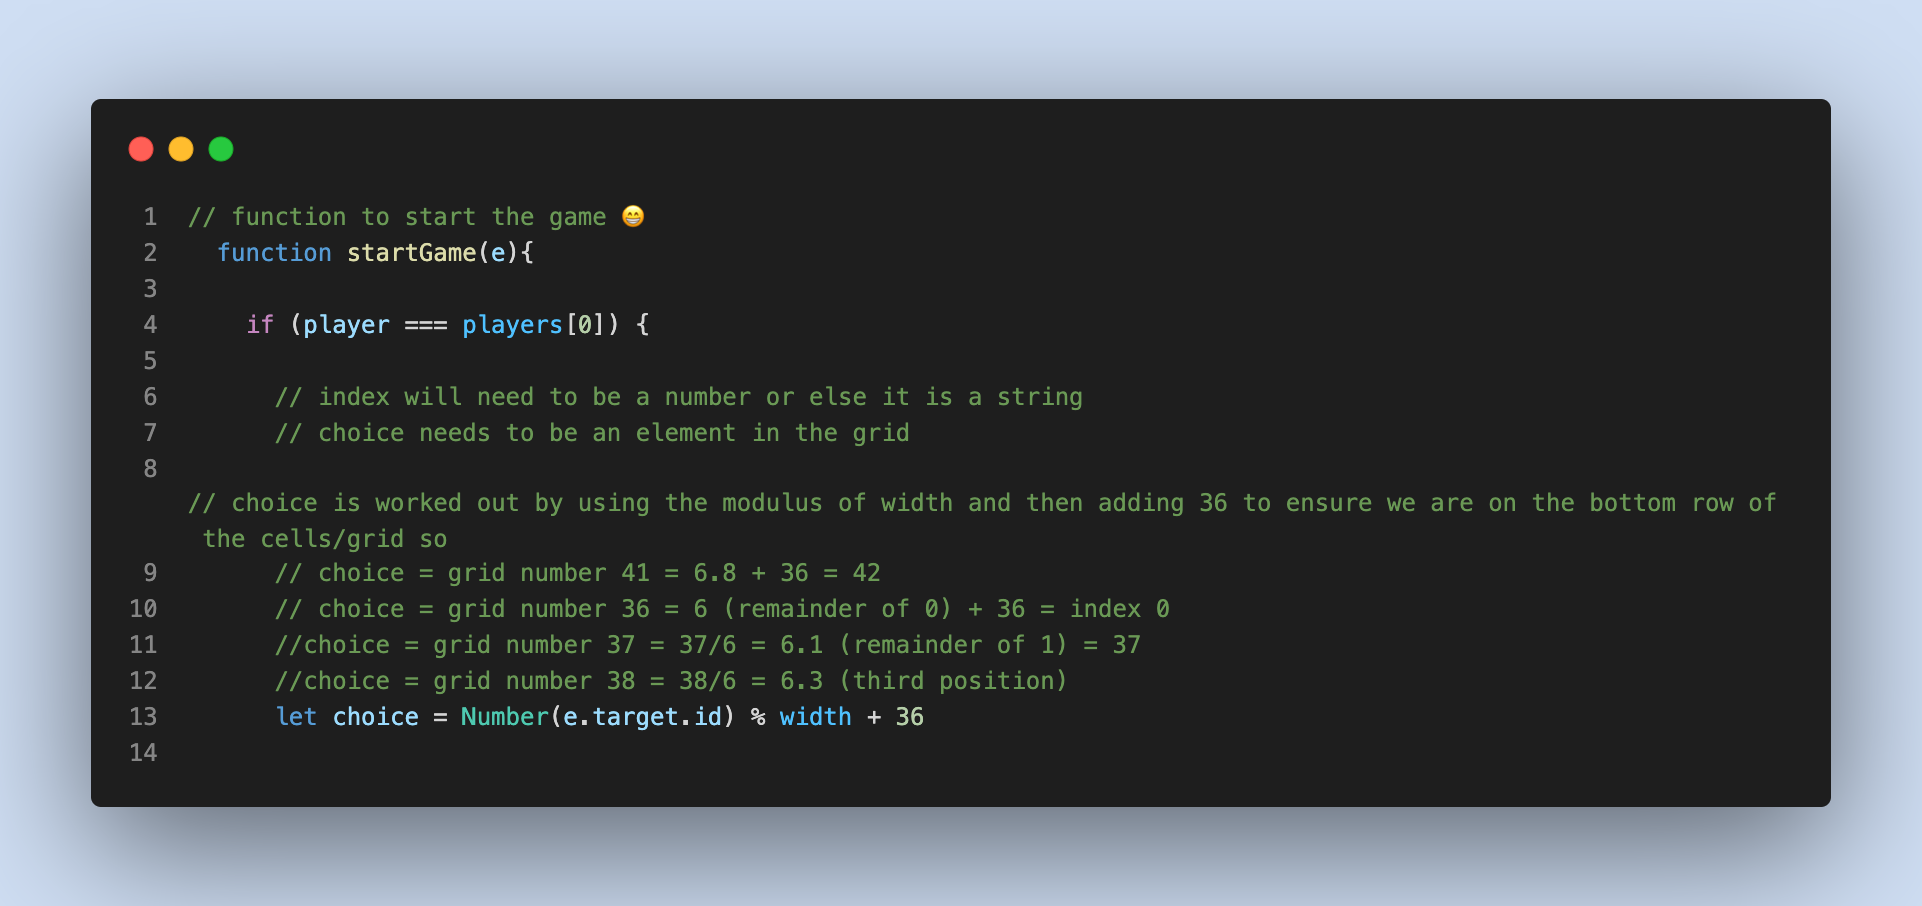 1 // function to start the game 😁
2 function startGame(e){
3
4 if (player === players[0]) {
5
6 // index will need to be a number or else it is a string
7 // choice needs to be an element in the grid
8
// choice is worked out by using the modulus of width and then adding 36 to ensure we are on the bottom row of
the cells/grid so
9 // choice = grid number 41 = 6.8 + 36 = 42
10 // choice = grid number 36 = 6 (remainder of 0) + 36 = index 0
11 //choice = grid number 37 = 37/6 = 6.1 (remainder of 1) = 37
12 //choice = grid number 38 = 38/6 = 6.3 (third position)
13 let choice = Number(e.target.id) % width + 36
14